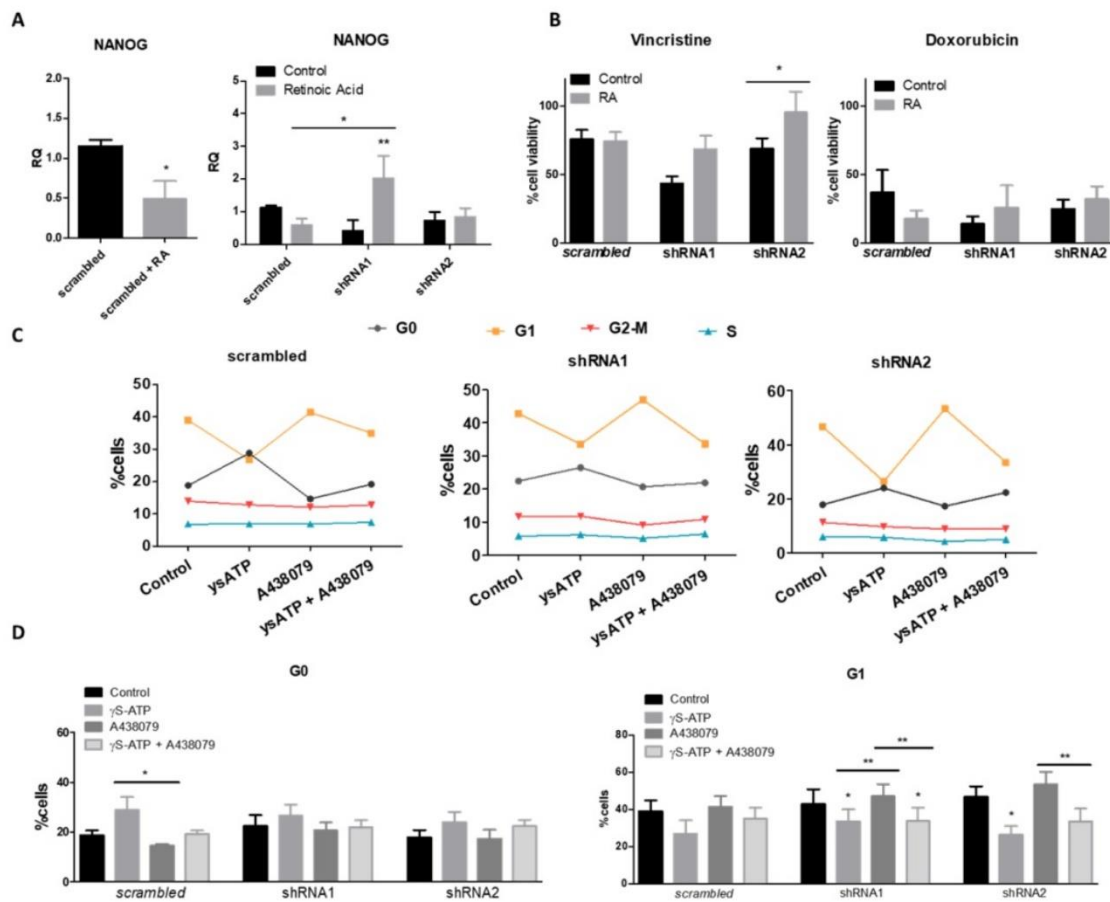 A
NANOG
RQ
2.0
1.5
1.0
0.5
0.0
*
scrambled
scrambled + RA
NANOG
Control
Retinoic Acid
RQ
5
4
3
2
1
0
*
**
scrambled
shRNA1
shRNA2
B
Vincristine
Control
RA
%cell viability
100
50
0
*
scrambled
shRNA1
shRNA2
Doxorubicin
Control
RA
%cell viability
100
50
0
scrambled
shRNA1
shRNA2
C
G0 G1 G2-M S
scrambled
%cells
50
40
30
20
10
0
Control
ysATP
A438079
ysATP + A438079
shRNA1
%cells
50
40
30
20
10
0
Control
ysATP
A438079
ysATP + A438079
shRNA2
%cells
60
40
20
0
Control
ysATP
A438079
ysATP + A438079
D
G0
Control
γS-ATP
A438079
γS-ATP + A438079
%cells
60
40
20
0
*
scrambled
shRNA1
shRNA2
G1
Control
γS-ATP
A438079
γS-ATP + A438079
%cells
80
60
40
20
0
**
**
**
*
*
*
scrambled
shRNA1
shRNA2